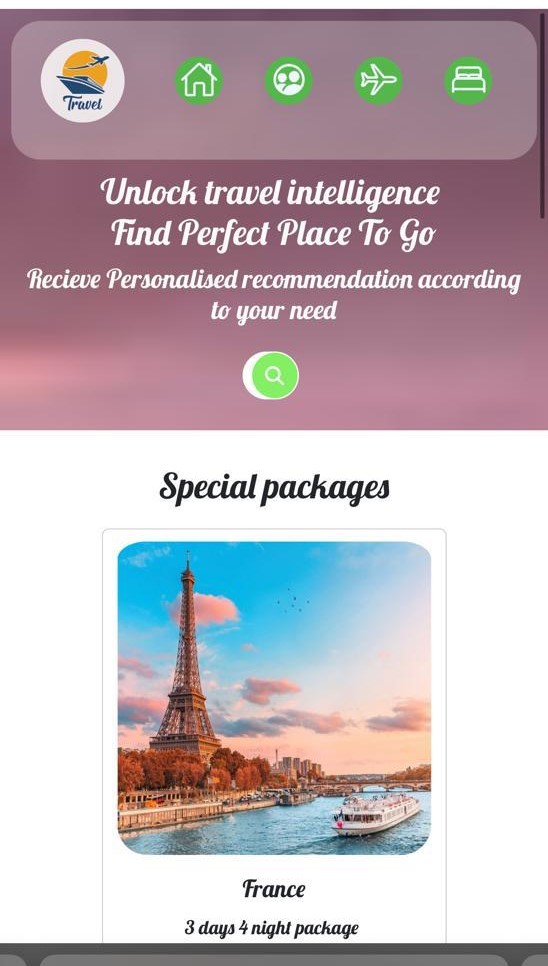 Travel
Unlock travel intelligence
Find Perfect Place To Go
Recieve Personalised recommendation according
to your need
Special packages
France
3 days 4 night package